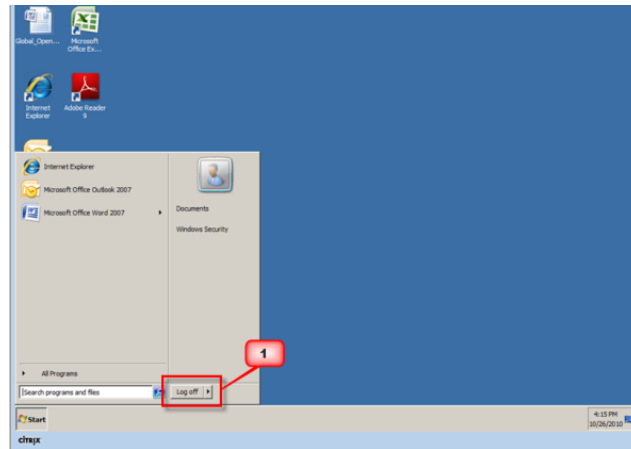 Global_Open...
Microsoft
Office Ex...
Internet
Explorer
Adobe Reader
9
Internet Explorer
Microsoft Office Outlook 2007
Microsoft Office Word 2007
Documents
Windows Security
All Programs
Search programs and files
Log off
1
Start
4:15 PM
10/26/2010
citrix